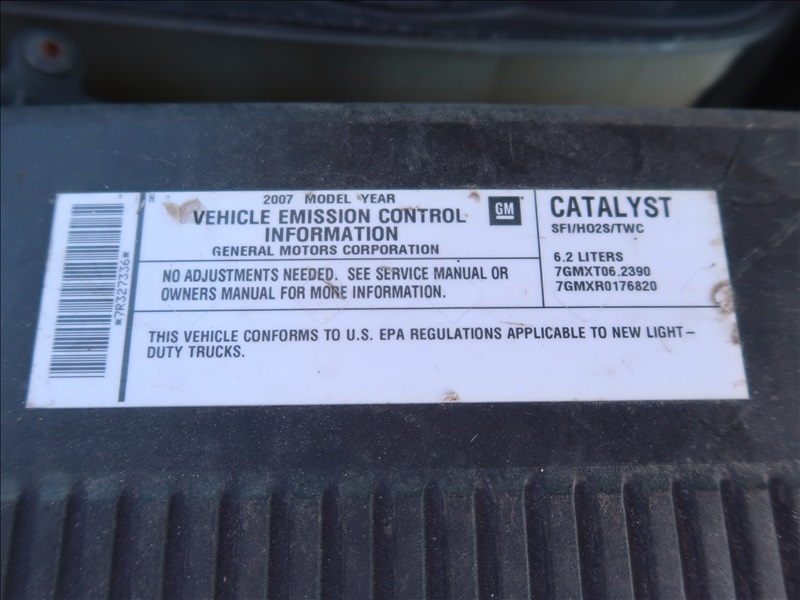 *7R327336*
H
2007 MODEL YEAR
VEHICLE EMISSION CONTROL
INFORMATION
GENERAL MOTORS CORPORATION
GM
NO ADJUSTMENTS NEEDED. SEE SERVICE MANUAL OR
OWNERS MANUAL FOR MORE INFORMATION.
CATALYST
SFI/HO2S/TWC
6.2 LITERS
7GMXT06.2390
7GMXR0176820
THIS VEHICLE CONFORMS TO U.S. EPA REGULATIONS APPLICABLE TO NEW LIGHT-
DUTY TRUCKS.